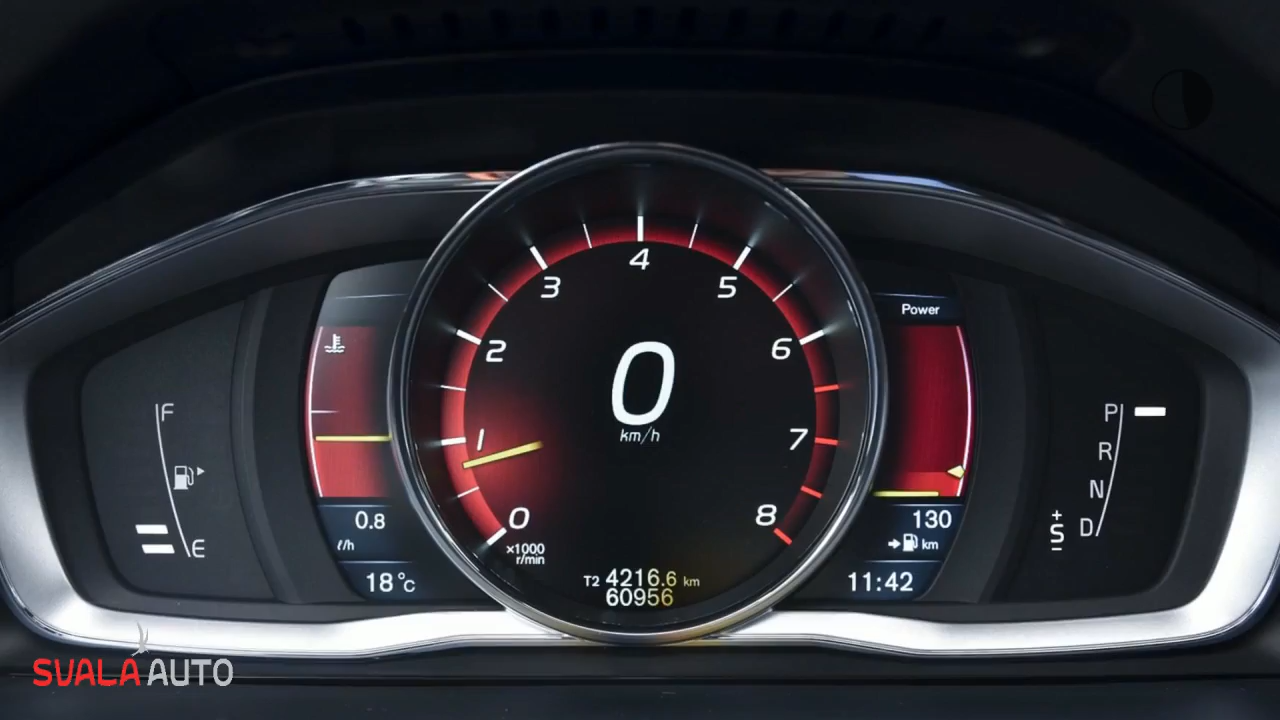 4
3
5
Power
2
6
0
km/h
F
P
1
7
R
N
0
8
0.8
130
+
S
-
D
ℓ/h
km
E
x1000
r/min
18°c
T2 4216.6 km
11:42
60956
SVALA AUTO